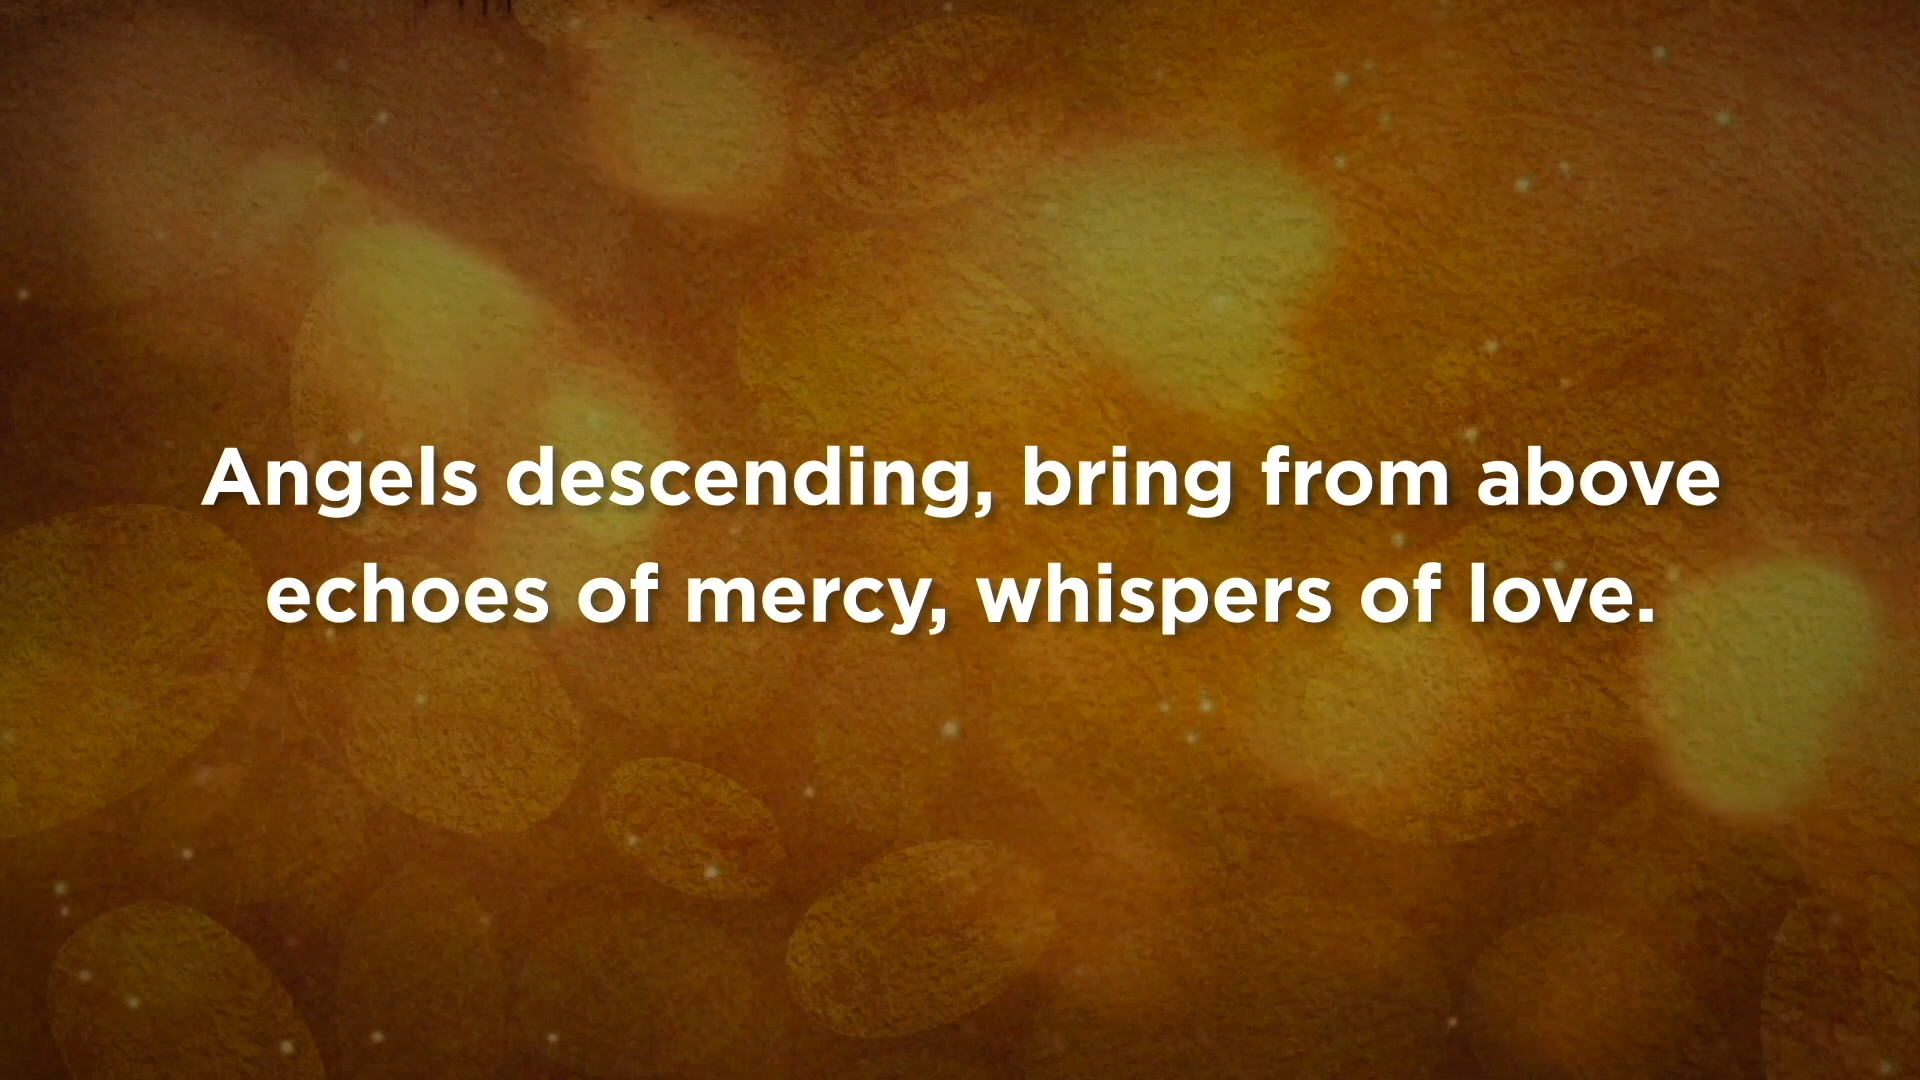 Angels descending, bring from above
echoes of mercy, whispers of love.